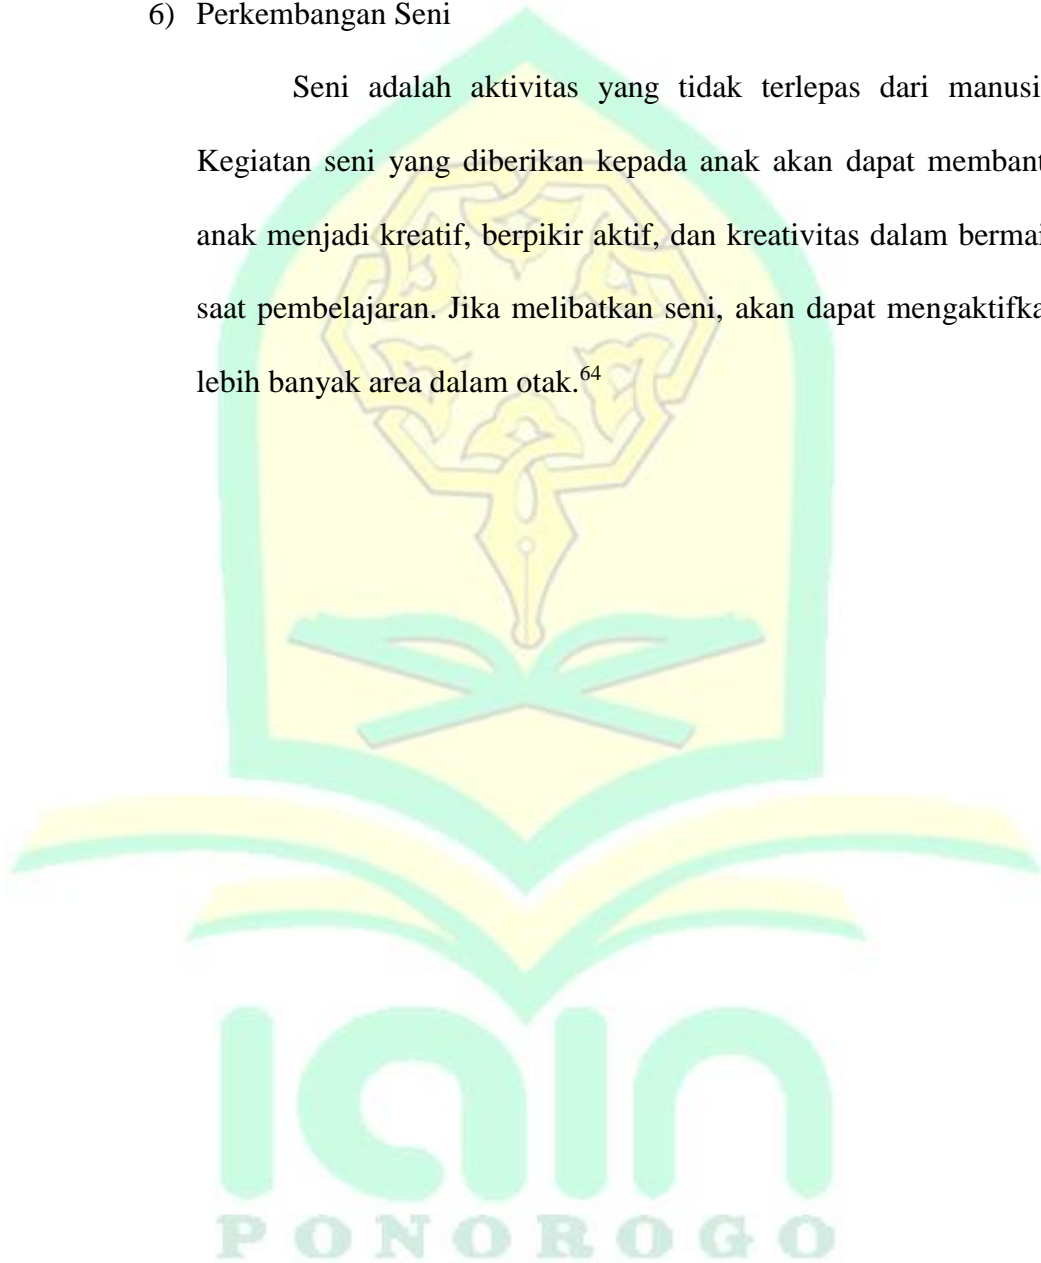 6) Perkembangan Seni
Seni adalah aktivitas yang tidak terlepas dari manusi
Kegiatan seni yang diberikan kepada anak akan dapat membant
anak menjadi kreatif, berpikir aktif, dan kreativitas dalam bermai
saat pembelajaran. Jika melibatkan seni, akan dapat mengaktifka
lebih banyak area dalam otak.64
iain
PONOROGO